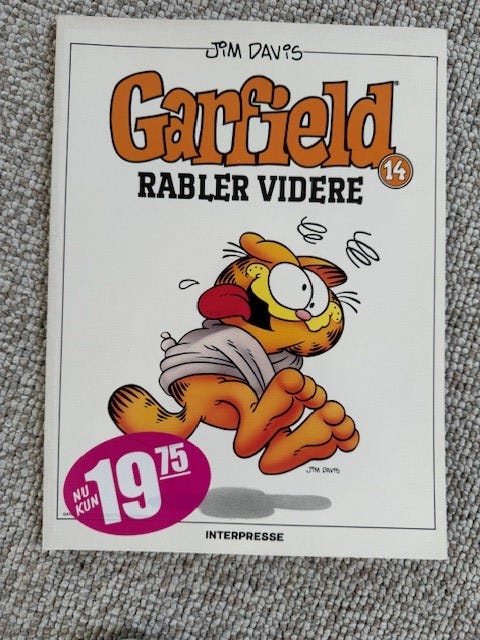 JIM DAVIS
Garfield®
14
RABLER VIDERE
JIM DAVIS
NU
KUN
19 75
INTERPRESSE